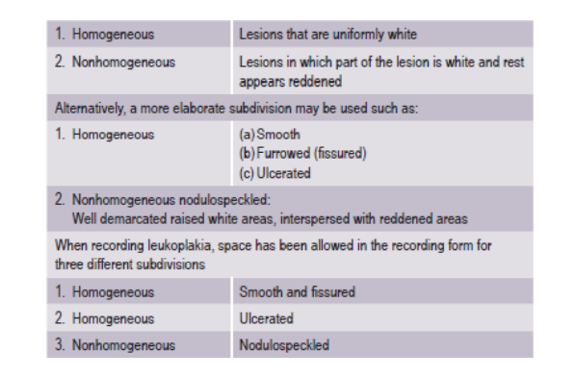 1. Homogeneous Lesions that are uniformly white
2. Nonhomogeneous Lesions in which part of the lesion is white and rest
appears reddened
Alternatively, a more elaborate subdivision may be used such as:
1. Homogeneous (a) Smooth
(b) Furrowed (fissured)
(c) Ulcerated
2. Nonhomogeneous nodulospeckled:
Well demarcated raised white areas, interspersed with reddened areas
When recording leukoplakia, space has been allowed in the recording form for
three different subdivisions
1. Homogeneous Smooth and fissured
2. Homogeneous Ulcerated
3. Nonhomogeneous Nodulospeckled